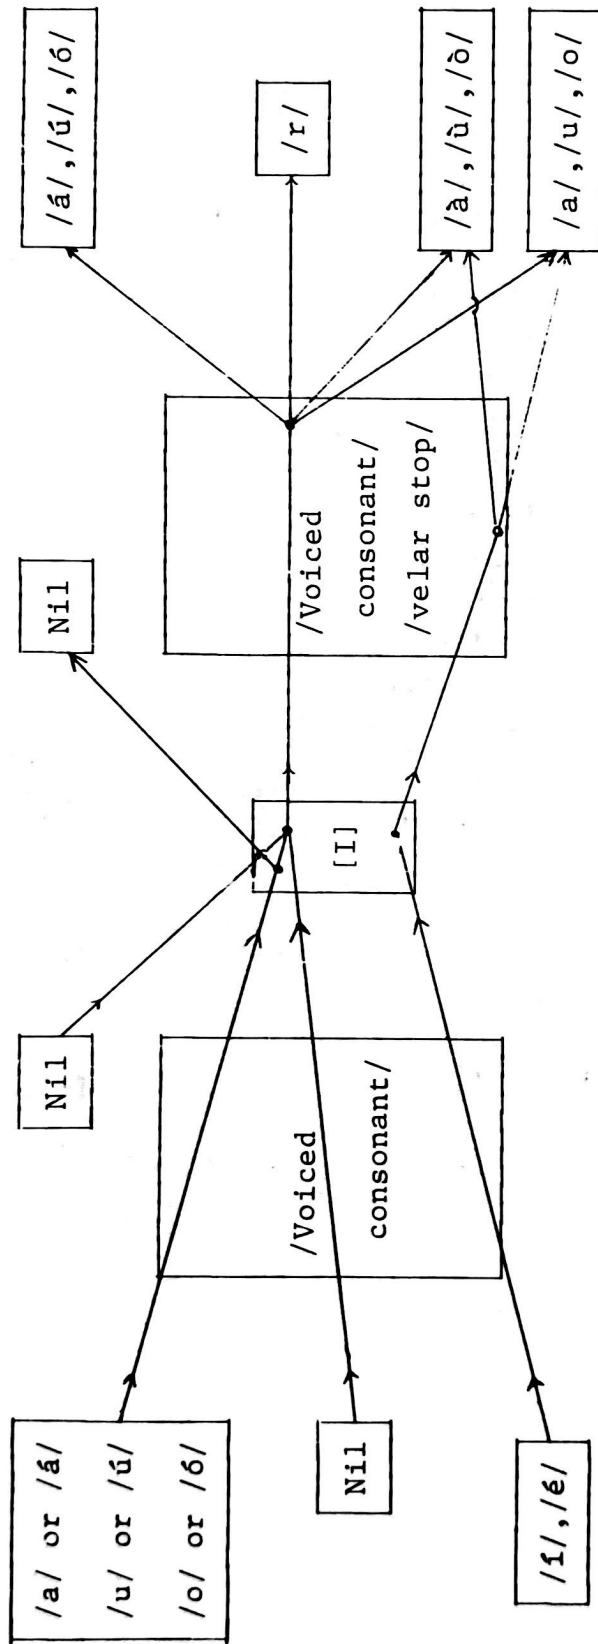 /a/ or /á/
/u/ or /ú/
/o/ or /ó/
Nil
/í/,/é/
Nil
/Voiced
consonant/
[I]
Nil
/Voiced
consonant/
/velar stop/
/á/,/ú/,/ó/
/r/
/à/,/ù/,/ò/
/a/,/u/,/o/